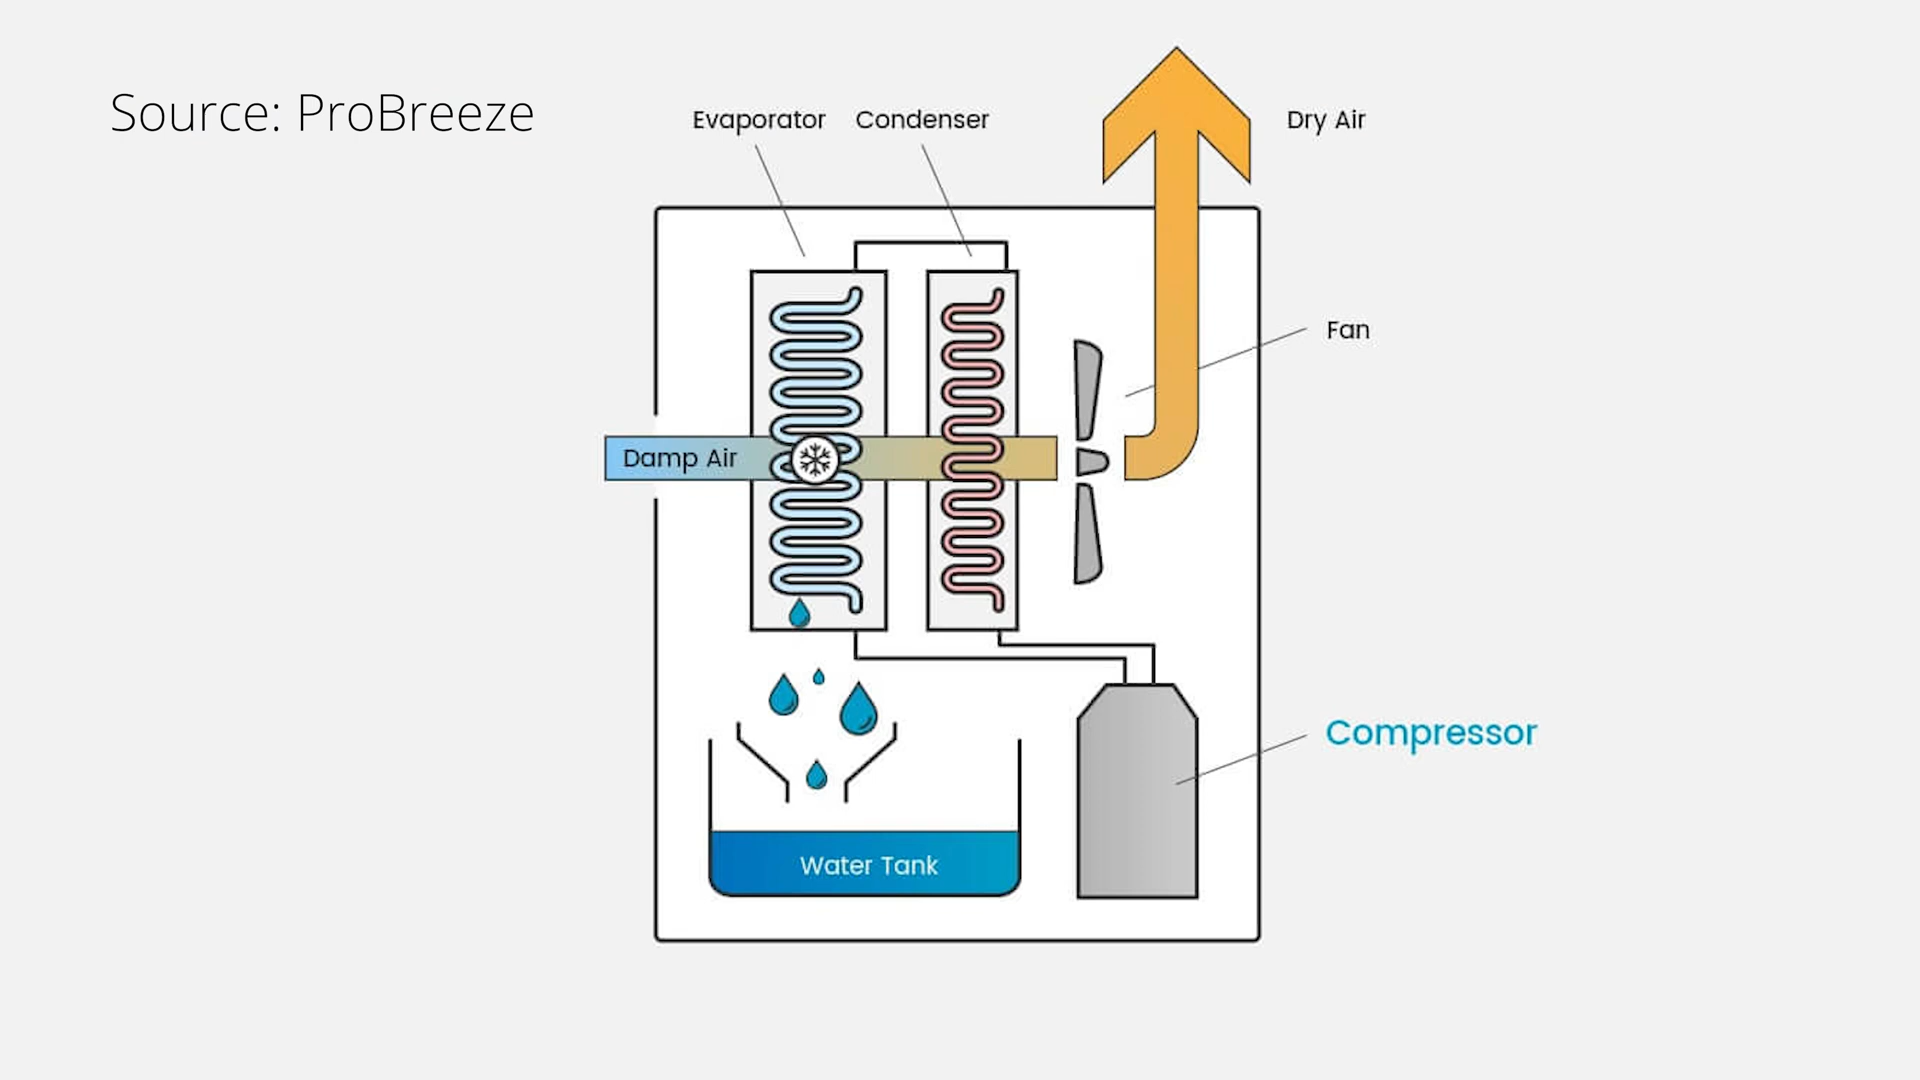 Source: ProBreeze
Evaporator
Condenser
Dry Air
Fan
Damp Air
Compressor
Water Tank